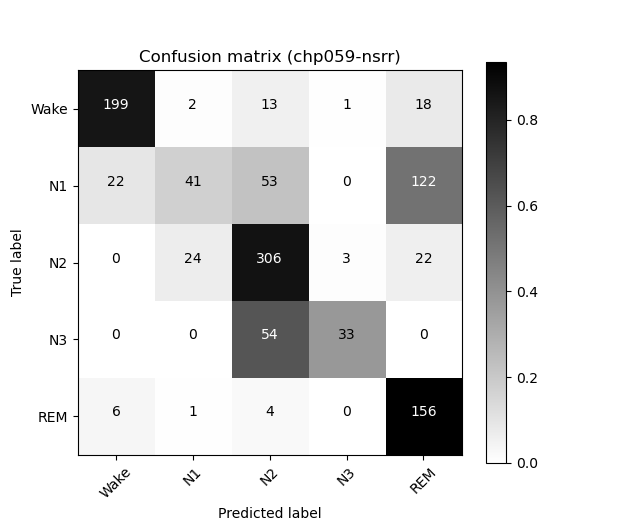 Confusion matrix (chp059-nsrr)
Wake 199 2 13 1 18
N1 22 41 53 0 122
N2 0 24 306 3 22
N3 0 0 54 33 0
REM 6 1 4 0 156
Wake N1 N2 N3 REM
True label
Predicted label
0.8
0.6
0.4
0.2
0.0